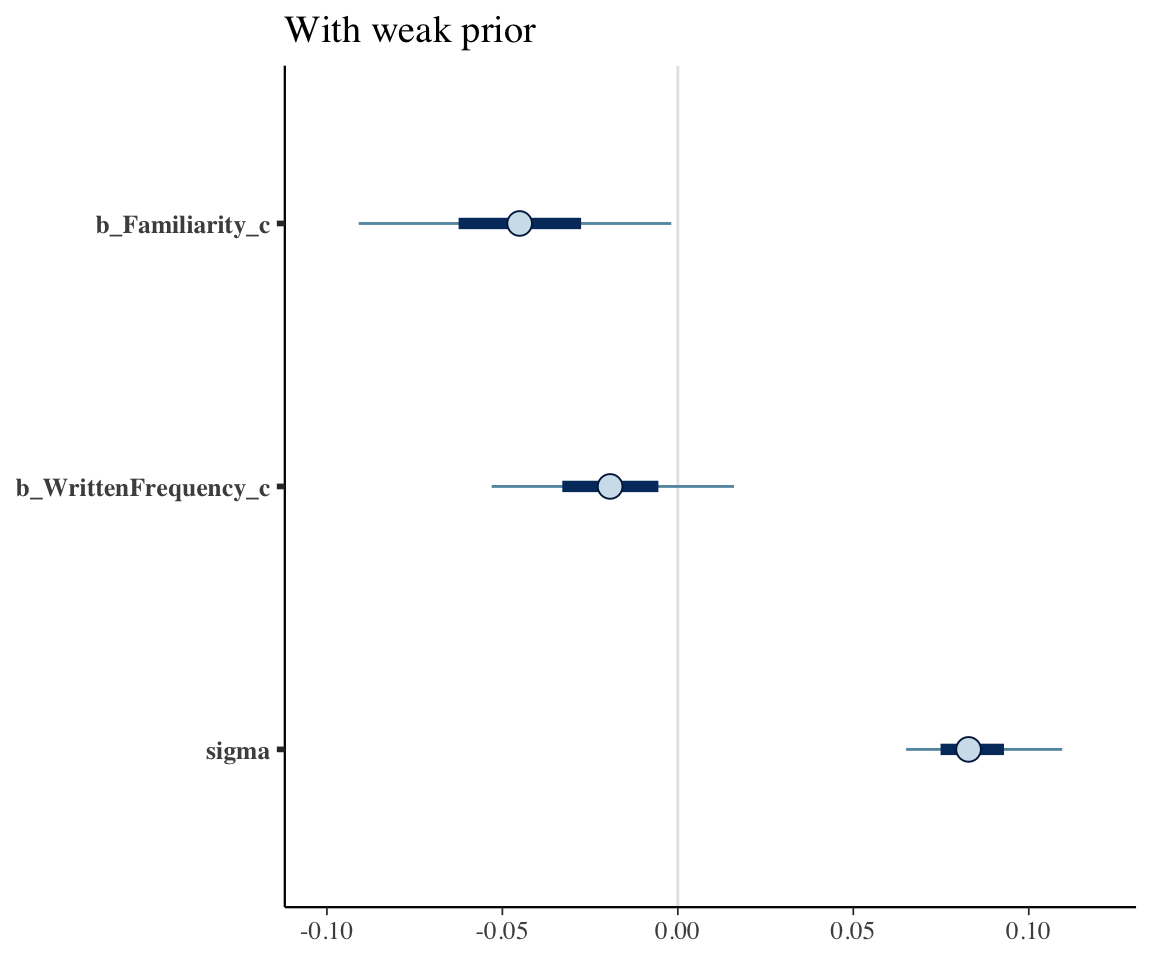 With weak prior
b_Familiarity_c
b_WrittenFrequency_c
sigma
-0.10 -0.05 0.00 0.05 0.10